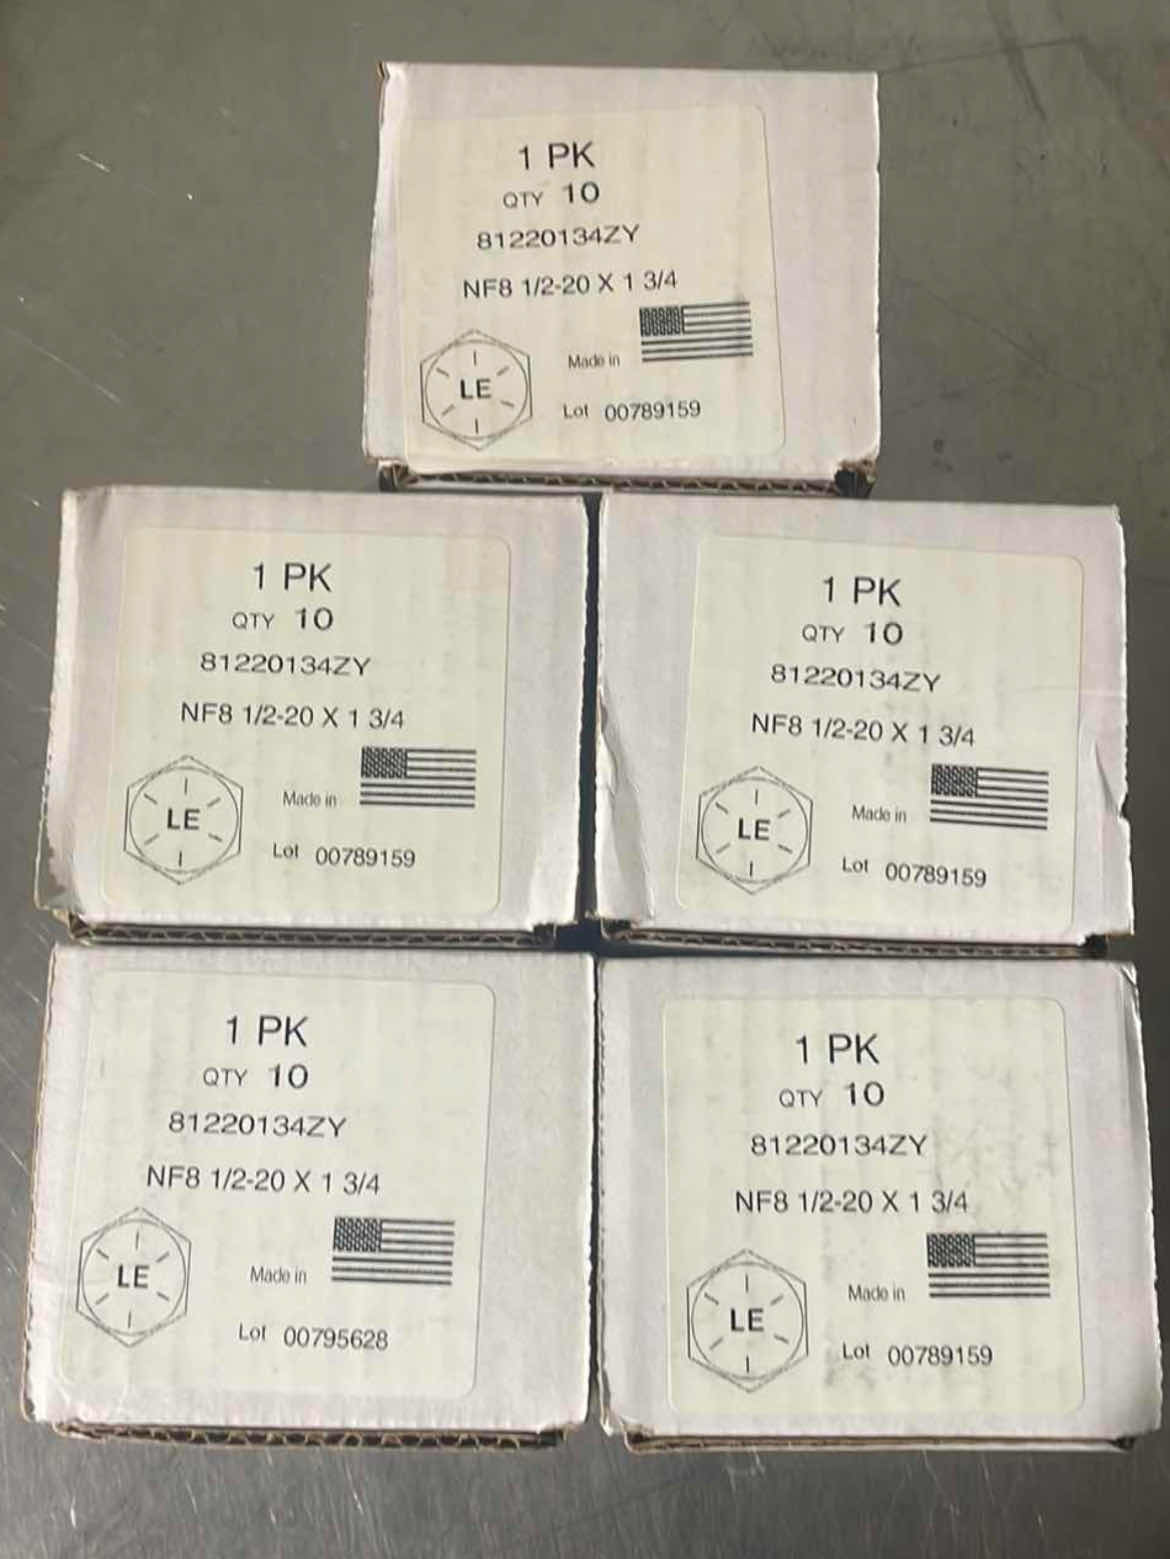 1 PK
QTY 10
81220134ZY
NF8 1/2-20 X 1 3/4
LE
Made in
Lot 00789159
1 PK
QTY 10
81220134ZY
NF8 1/2-20 X 1 3/4
LE
Made in
Lot 00789159
1 PK
QTY 10
81220134ZY
NF8 1/2-20 X 1 3/4
LE
Made in
Lot 00789159
1 PK
QTY 10
81220134ZY
NF8 1/2-20 X 1 3/4
LE
Made in
Lot 00795628
1 PK
QTY 10
81220134ZY
NF8 1/2-20 X 1 3/4
LE
Made in
Lot 00789159